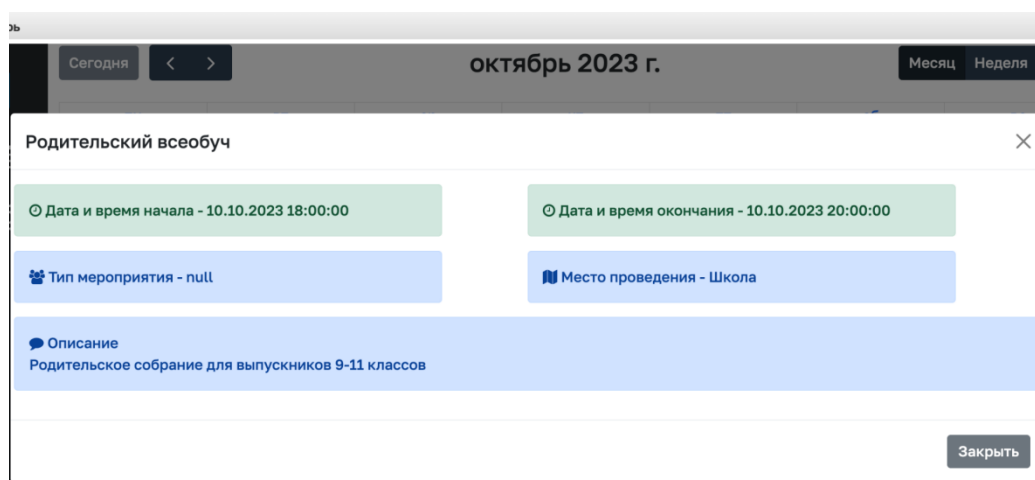 рь
Сегодня < > октябрь 2023 г. Месяц Неделя
Родительский всеобуч ×
Дата и время начала - 10.10.2023 18:00:00 Дата и время окончания - 10.10.2023 20:00:00
Тип мероприятия - null Место проведения - Школа
Описание
Родительское собрание для выпускников 9-11 классов
Закрыть